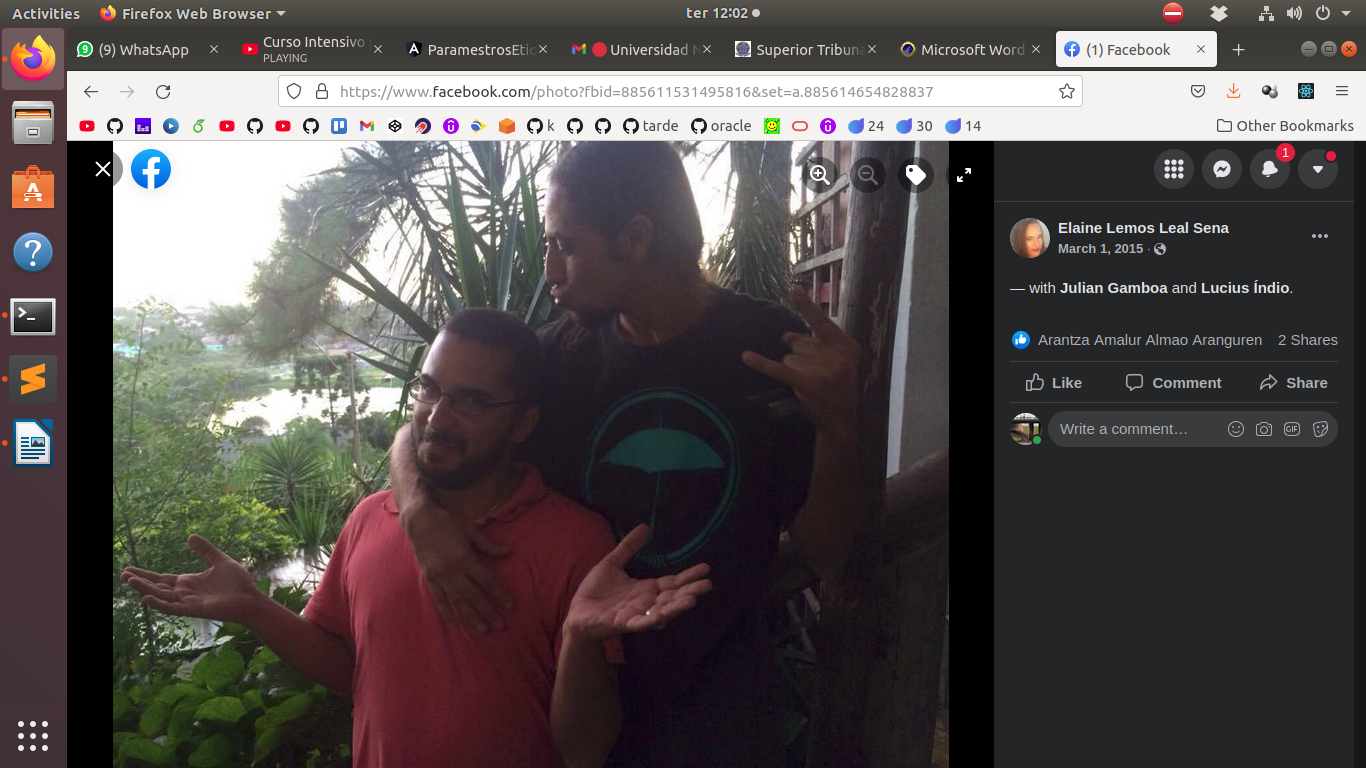 Activities
Firefox Web Browser
ter 12:02
(9) WhatsApp
Curso Intensivo
PLAYING
ParamestrosEtiq
Universidad N
Superior Tribuna
Microsoft Word
(1) Facebook
https://www.facebook.com/photo?fbid=885611531495816&set=a.885614654828837
k
tarde
oracle
24
30
14
Other Bookmarks
1
Elaine Lemos Leal Sena
March 1, 2015 ·
— with Julian Gamboa and Lucius Índio.
Arantza Amalur Almao Aranguren
2 Shares
Like
Comment
Share
Write a comment…
GIF